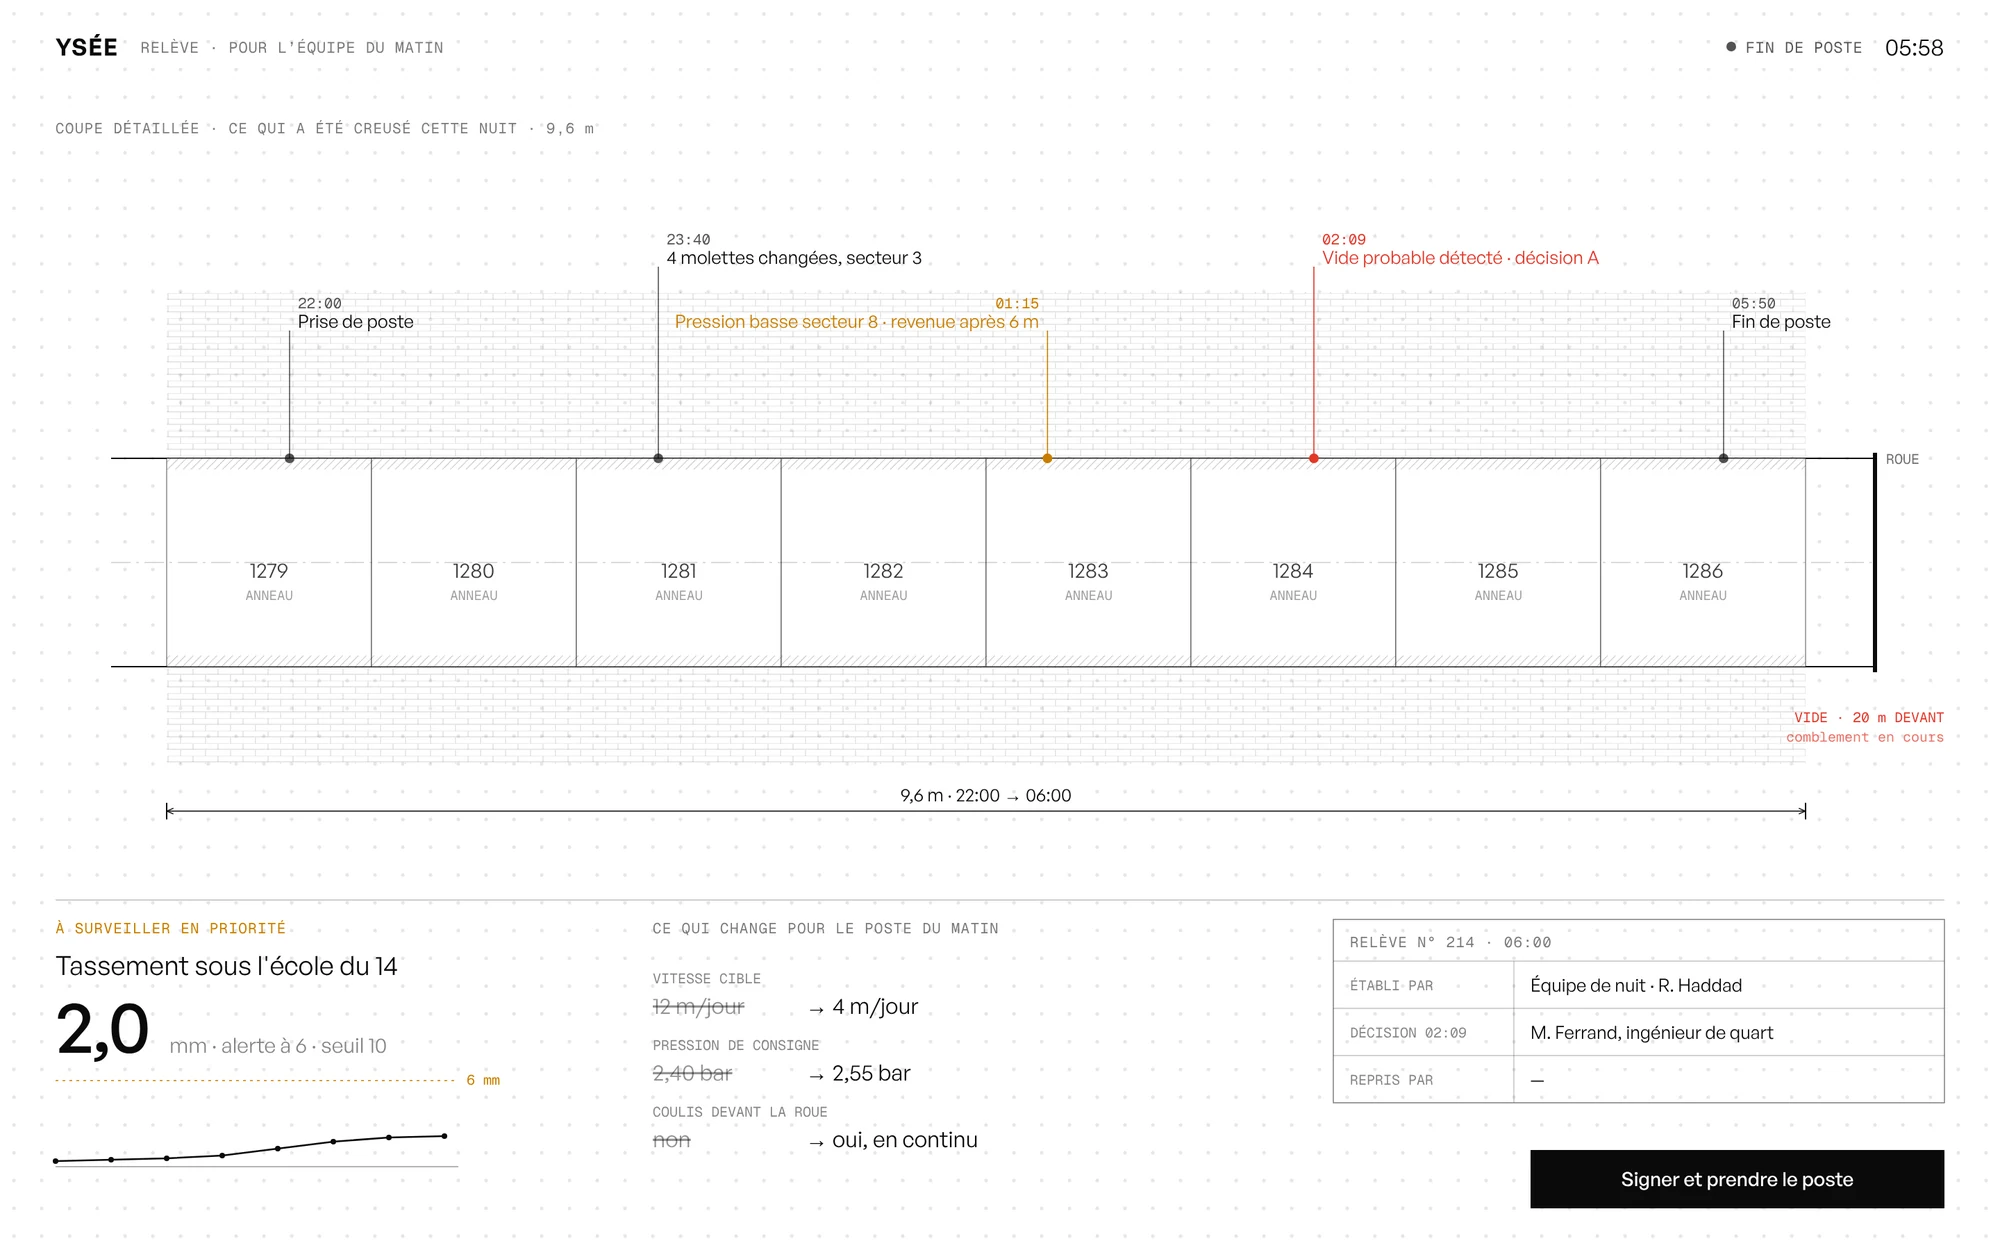 YSÉE RELÈVE · POUR L’ÉQUIPE DU MATIN
FIN DE POSTE 05:58
COUPE DÉTAILLÉE · CE QUI A ÉTÉ CREUSÉ CETTE NUIT · 9,6 m
23:40
4 molettes changées, secteur 3
02:09
Vide probable détecté · décision A
22:00
Prise de poste
01:15
Pression basse secteur 8 · revenue après 6 m
05:50
Fin de poste
ROUE
1279 1280 1281 1282 1283 1284 1285 1286
ANNEAU ANNEAU ANNEAU ANNEAU ANNEAU ANNEAU ANNEAU ANNEAU
VIDE · 20 m DEVANT
comblement en cours
9,6 m · 22:00 → 06:00
À SURVEILLER EN PRIORITÉ
Tassement sous l'école du 14
2,0 mm · alerte à 6 · seuil 10
6 mm
CE QUI CHANGE POUR LE POSTE DU MATIN
VITESSE CIBLE
12 m/jour → 4 m/jour
PRESSION DE CONSIGNE
2,40 bar → 2,55 bar
COULIS DEVANT LA ROUE
non → oui, en continu
RELÈVE N° 214 · 06:00
ÉTABLI PAR Équipe de nuit · R. Haddad
DÉCISION 02:09 M. Ferrand, ingénieur de quart
REPRIS PAR —
Signer et prendre le poste